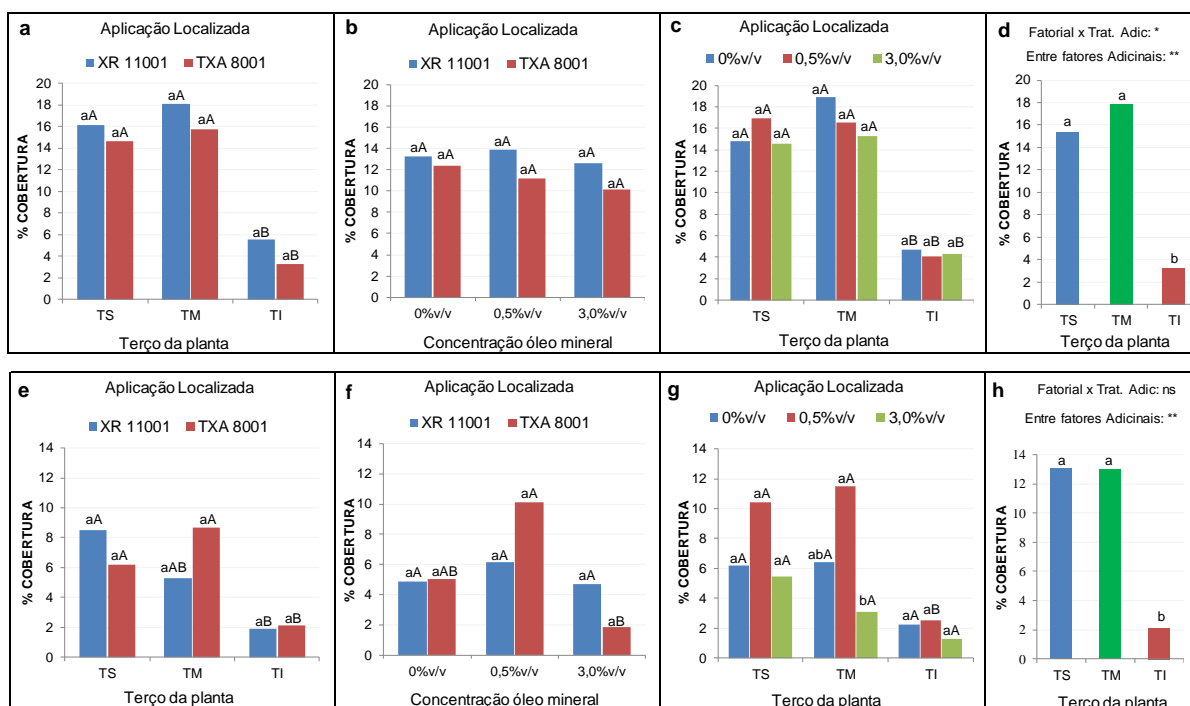 a
Aplicação Localizada
XR 11001 TXA 8001
% COBERTURA
20
18
16
14
12
10
8
6
4
2
0
aA
aA
aA
aA
aB
aB
TS TM TI
Terço da planta
b
Aplicação Localizada
XR 11001 TXA 8001
% COBERTURA
20
18
16
14
12
10
8
6
4
2
0
aA aA
aA
aA
aA
aA
0%v/v 0,5%v/v 3,0%v/v
Concentração óleo mineral
c
Aplicação Localizada
0%v/v 0,5%v/v 3,0%v/v
% COBERTURA
20
18
16
14
12
10
8
6
4
2
0
aA
aA
aA
aA
aA
aA
aB aB aB
TS TM TI
Terço da planta
d
Fatorial x Trat. Adic: *
Entre fatores Adicinais: **
% COBERTURA
20
18
16
14
12
10
8
6
4
2
0
a
a
b
TS TM TI
Terço da planta
e
Aplicação Localizada
XR 11001 TXA 8001
% COBERTURA
14
12
10
8
6
4
2
0
aA
aA
aAB
aA
aB aB
TS TM TI
Terço da planta
f
Aplicação Localizada
XR 11001 TXA 8001
% COBERTURA
14
12
10
8
6
4
2
0
aA aAB
aA
aA
aA
aB
0%v/v 0,5%v/v 3,0%v/v
Concentração óleo mineral
g
Aplicação Localizada
0%v/v 0,5%v/v 3,0%v/v
% COBERTURA
14
12
10
8
6
4
2
0
aA
aA
aA
abA
aA
bA
aA aB
aA
TS TM TI
Terço da planta
h
Fatorial x Trat. Adic: ns
Entre fatores Adicinais: **
% COBERTURA
14
12
10
8
6
4
2
0
a a
b
TS TM TI
Terço da planta